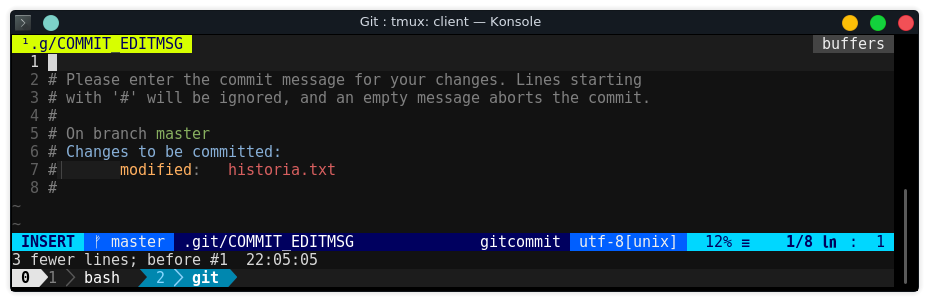 Git : tmux: client — Konsole
¹.g/COMMIT_EDITMSG buffers
1
2 # Please enter the commit message for your changes. Lines starting
3 # with '#' will be ignored, and an empty message aborts the commit.
4 #
5 # On branch master
6 # Changes to be committed:
7 # modified: historia.txt
8 #
~
~
INSERT ᚠ master .git/COMMIT_EDITMSG gitcommit utf-8[unix] 12% ≡ 1/8 ㏑ : 1
3 fewer lines; before #1 22:05:05
0 1 bash 2 git